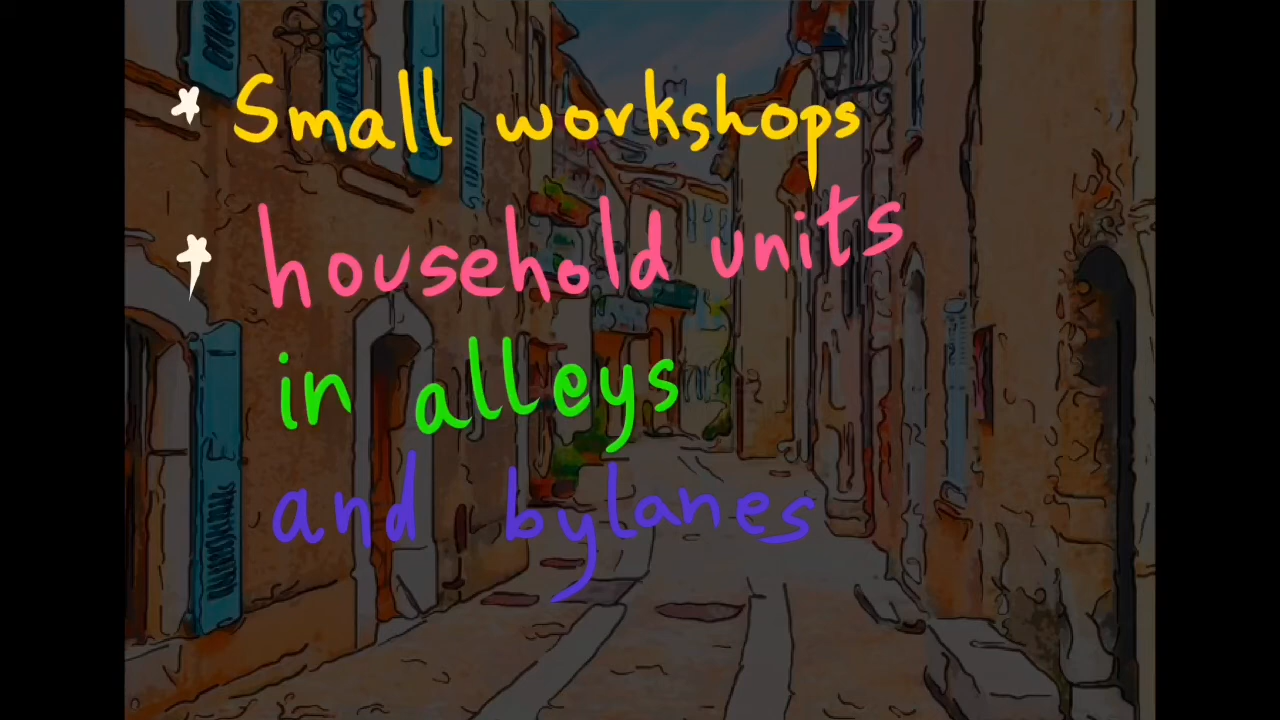 * Small workshops
* household units
in alleys
and bylanes